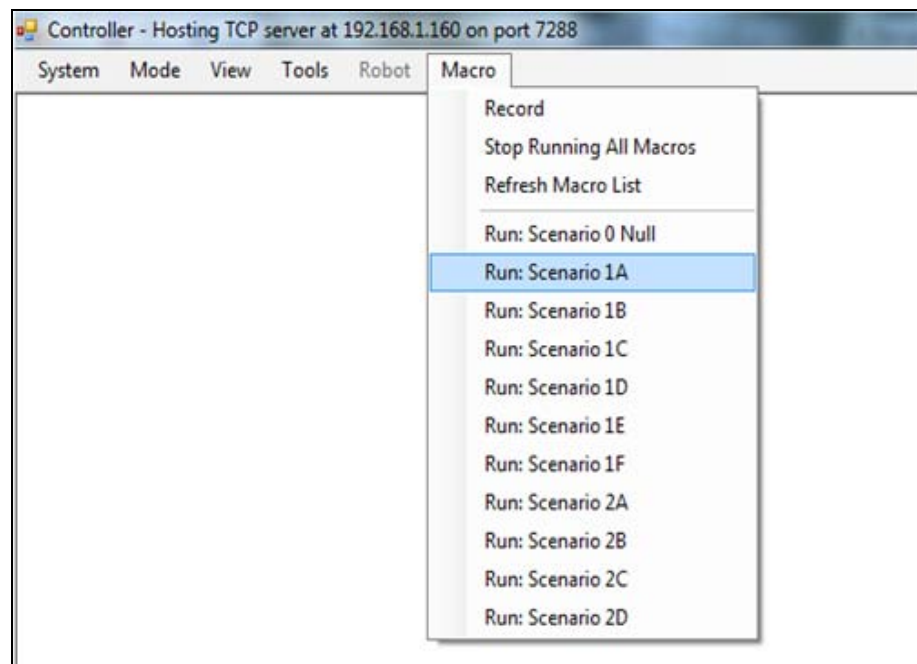 Controller - Hosting TCP server at 192.168.1.160 on port 7288
System Mode View Tools Robot Macro
Record
Stop Running All Macros
Refresh Macro List
Run: Scenario 0 Null
Run: Scenario 1A
Run: Scenario 1B
Run: Scenario 1C
Run: Scenario 1D
Run: Scenario 1E
Run: Scenario 1F
Run: Scenario 2A
Run: Scenario 2B
Run: Scenario 2C
Run: Scenario 2D